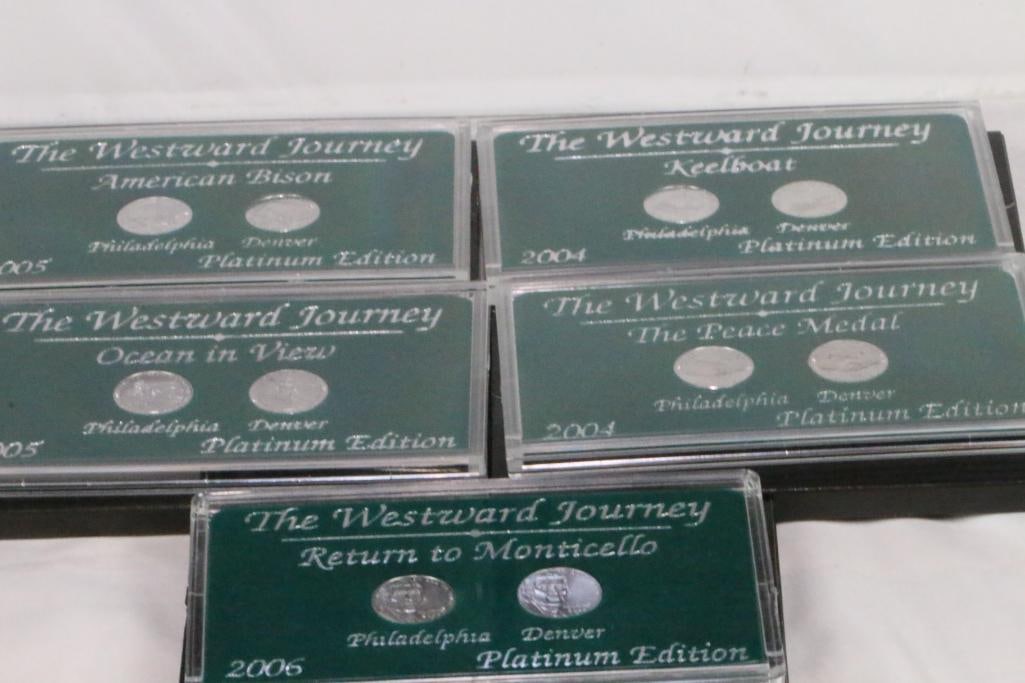 The Westward Journey
American Bison
Philadelphia Denver
005 Platinum Edition
The Westward Journey
Keelboat
Philadelphia Denver
2004 Platinum Edition
The Westward Journey
Ocean in View
Philadelphia Denver
005 Platinum Edition
The Westward Journey
The Peace Medal
Philadelphia Denver
2004 Platinum Edition
The Westward Journey
Return to Monticello
Philadelphia Denver
2006 Platinum Edition